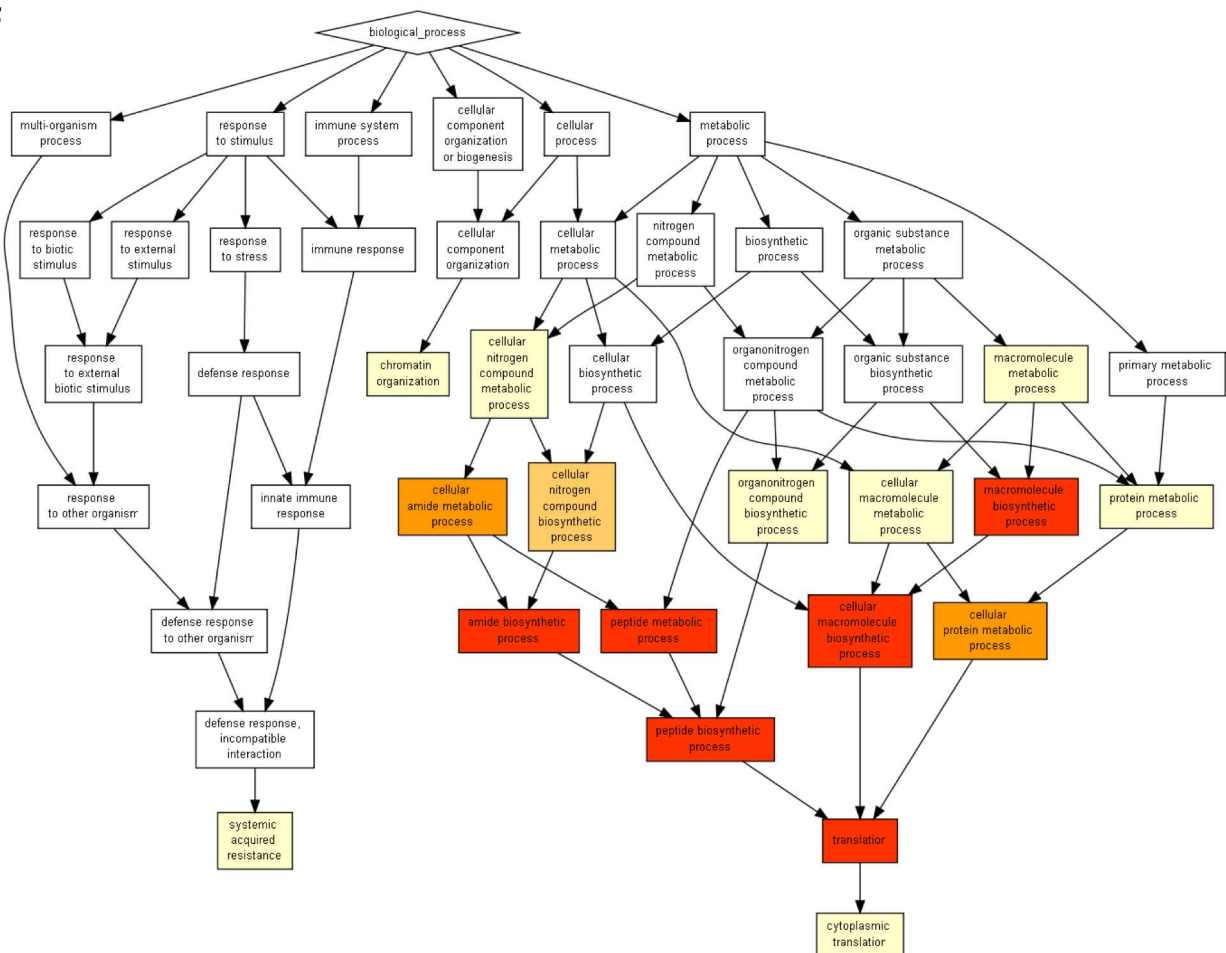 biological_process
multi-organism
process
response
to stimulus
immune system
process
cellular
component
organization
or biogenesis
cellular
process
metabolic
process
response
to biotic
stimulus
response
to external
stimulus
response
to stress
immune response
cellular
component
organization
cellular
metabolic
process
nitrogen
compound
metabolic
process
biosynthetic
process
organic substance
metabolic
process
response
to external
biotic stimulus
defense response
chromatin
organization
cellular
nitrogen
compound
metabolic
process
cellular
biosynthetic
process
organonitrogen
compound
metabolic
process
organic substance
biosynthetic
process
macromolecule
metabolic
process
primary metabolic
process
response
to other organism
innate immune
response
cellular
amide metabolic
process
cellular
nitrogen
compound
biosynthetic
process
organonitrogen
compound
biosynthetic
process
cellular
macromolecule
metabolic
process
macromolecule
biosynthetic
process
protein metabolic
process
defense response
to other organism
amide biosynthetic
process
peptide metabolic
process
cellular
macromolecule
biosynthetic
process
cellular
protein metabolic
process
defense response,
incompatible
interaction
peptide biosynthetic
process
systemic
acquired
resistance
translation
cytoplasmic
translation